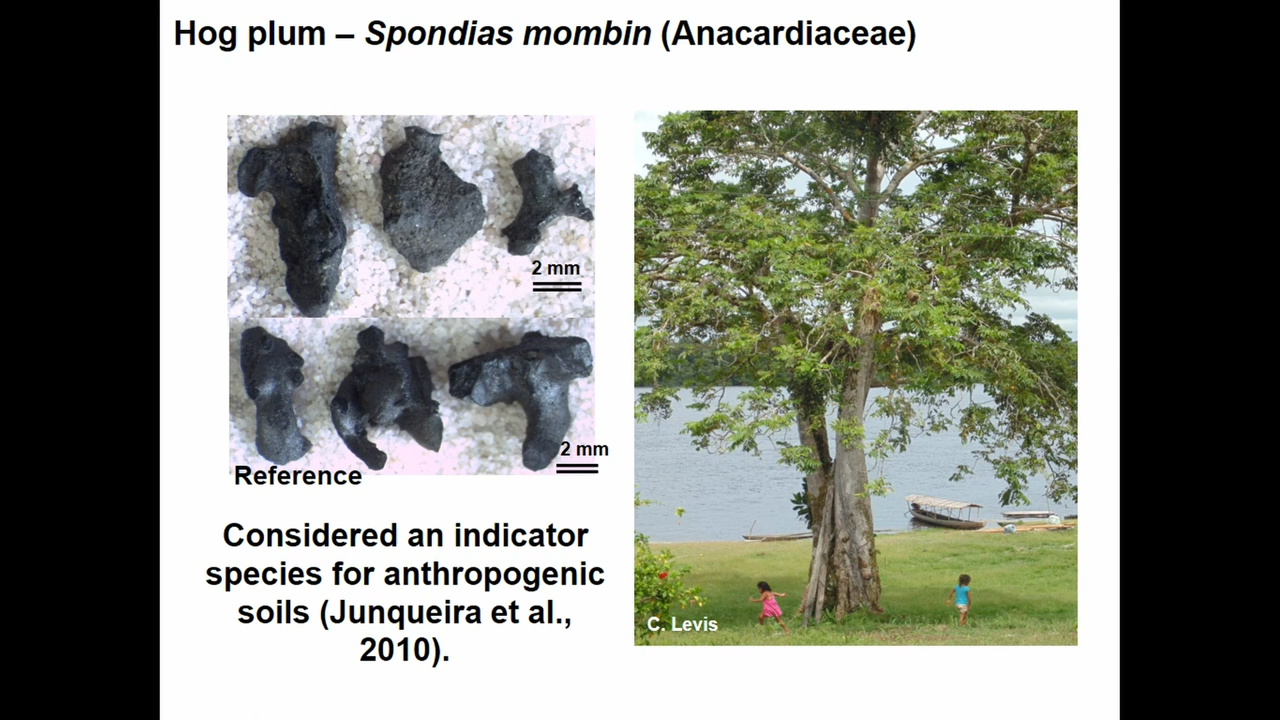 Hog plum – Spondias mombin (Anacardiaceae)
2 mm
2 mm
Reference
Considered an indicator
species for anthropogenic
soils (Junqueira et al.,
2010).
C. Levis